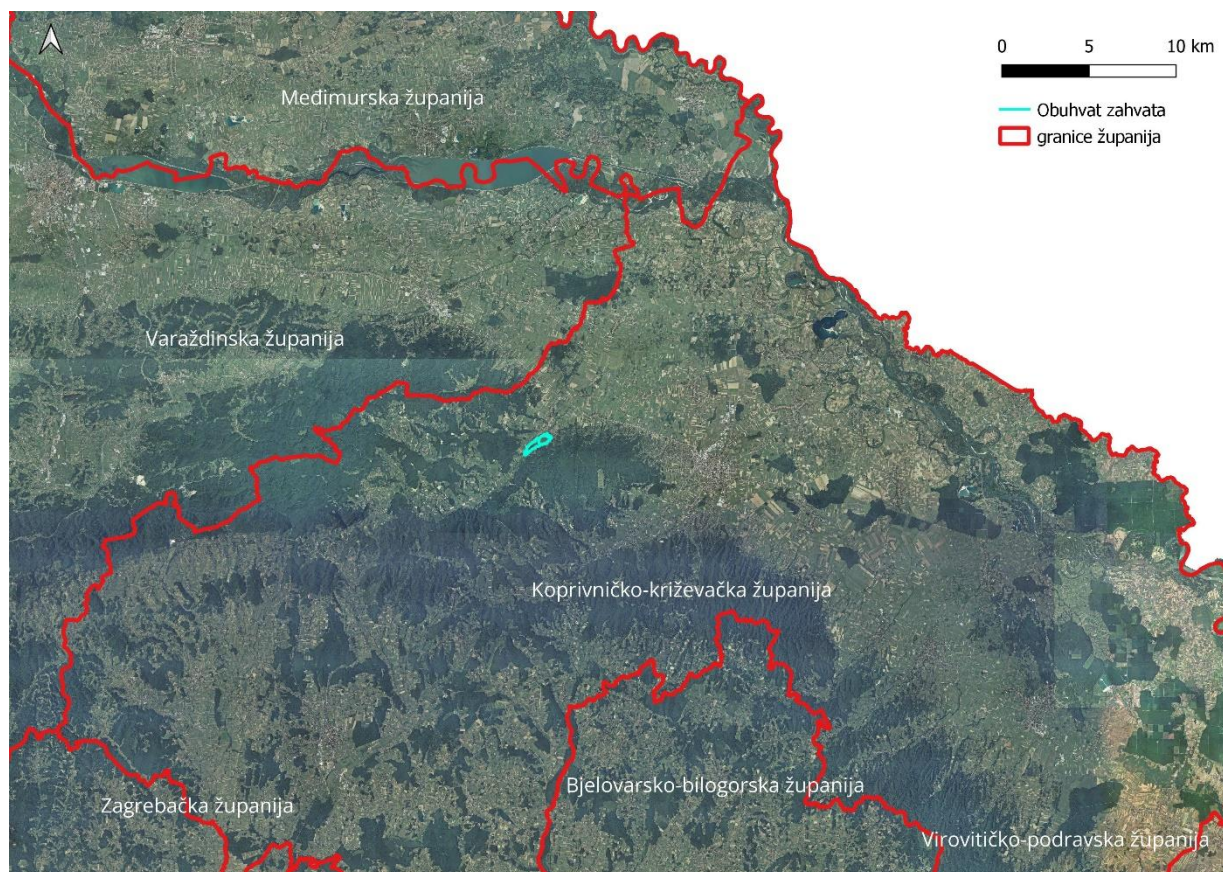 0 5 10 km
Međimurska županija
Obuhvat zahvata
granice županija
Varaždinska županija
Koprivničko-križevačka županija
Bjelovarsko-bilogorska županija
Zagrebačka županija
Virovitičko-podravska županija